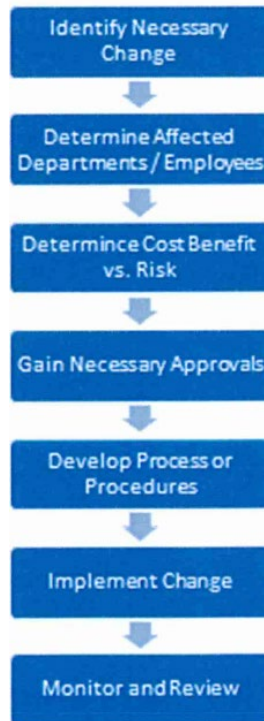 Identify Necessary
Change
Determine Affected
Departments / Employees
Determince Cost Benefit
vs. Risk
Gain Necessary Approvals
Develop Process or
Procedures
Implement Change
Monitor and Review